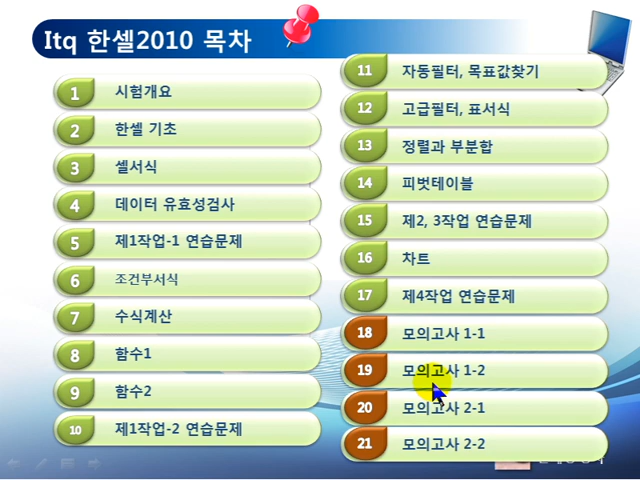 Itq 한셀2010 목차
1 시험개요
2 한셀 기초
3 셀서식
4 데이터 유효성검사
5 제1작업-1 연습문제
6 조건부서식
7 수식계산
8 함수1
9 함수2
10 제1작업-2 연습문제
11 자동필터, 목표값찾기
12 고급필터, 표서식
13 정렬과 부분합
14 피벗테이블
15 제2, 3작업 연습문제
16 차트
17 제4작업 연습문제
18 모의고사 1-1
19 모의고사 1-2
20 모의고사 2-1
21 모의고사 2-2